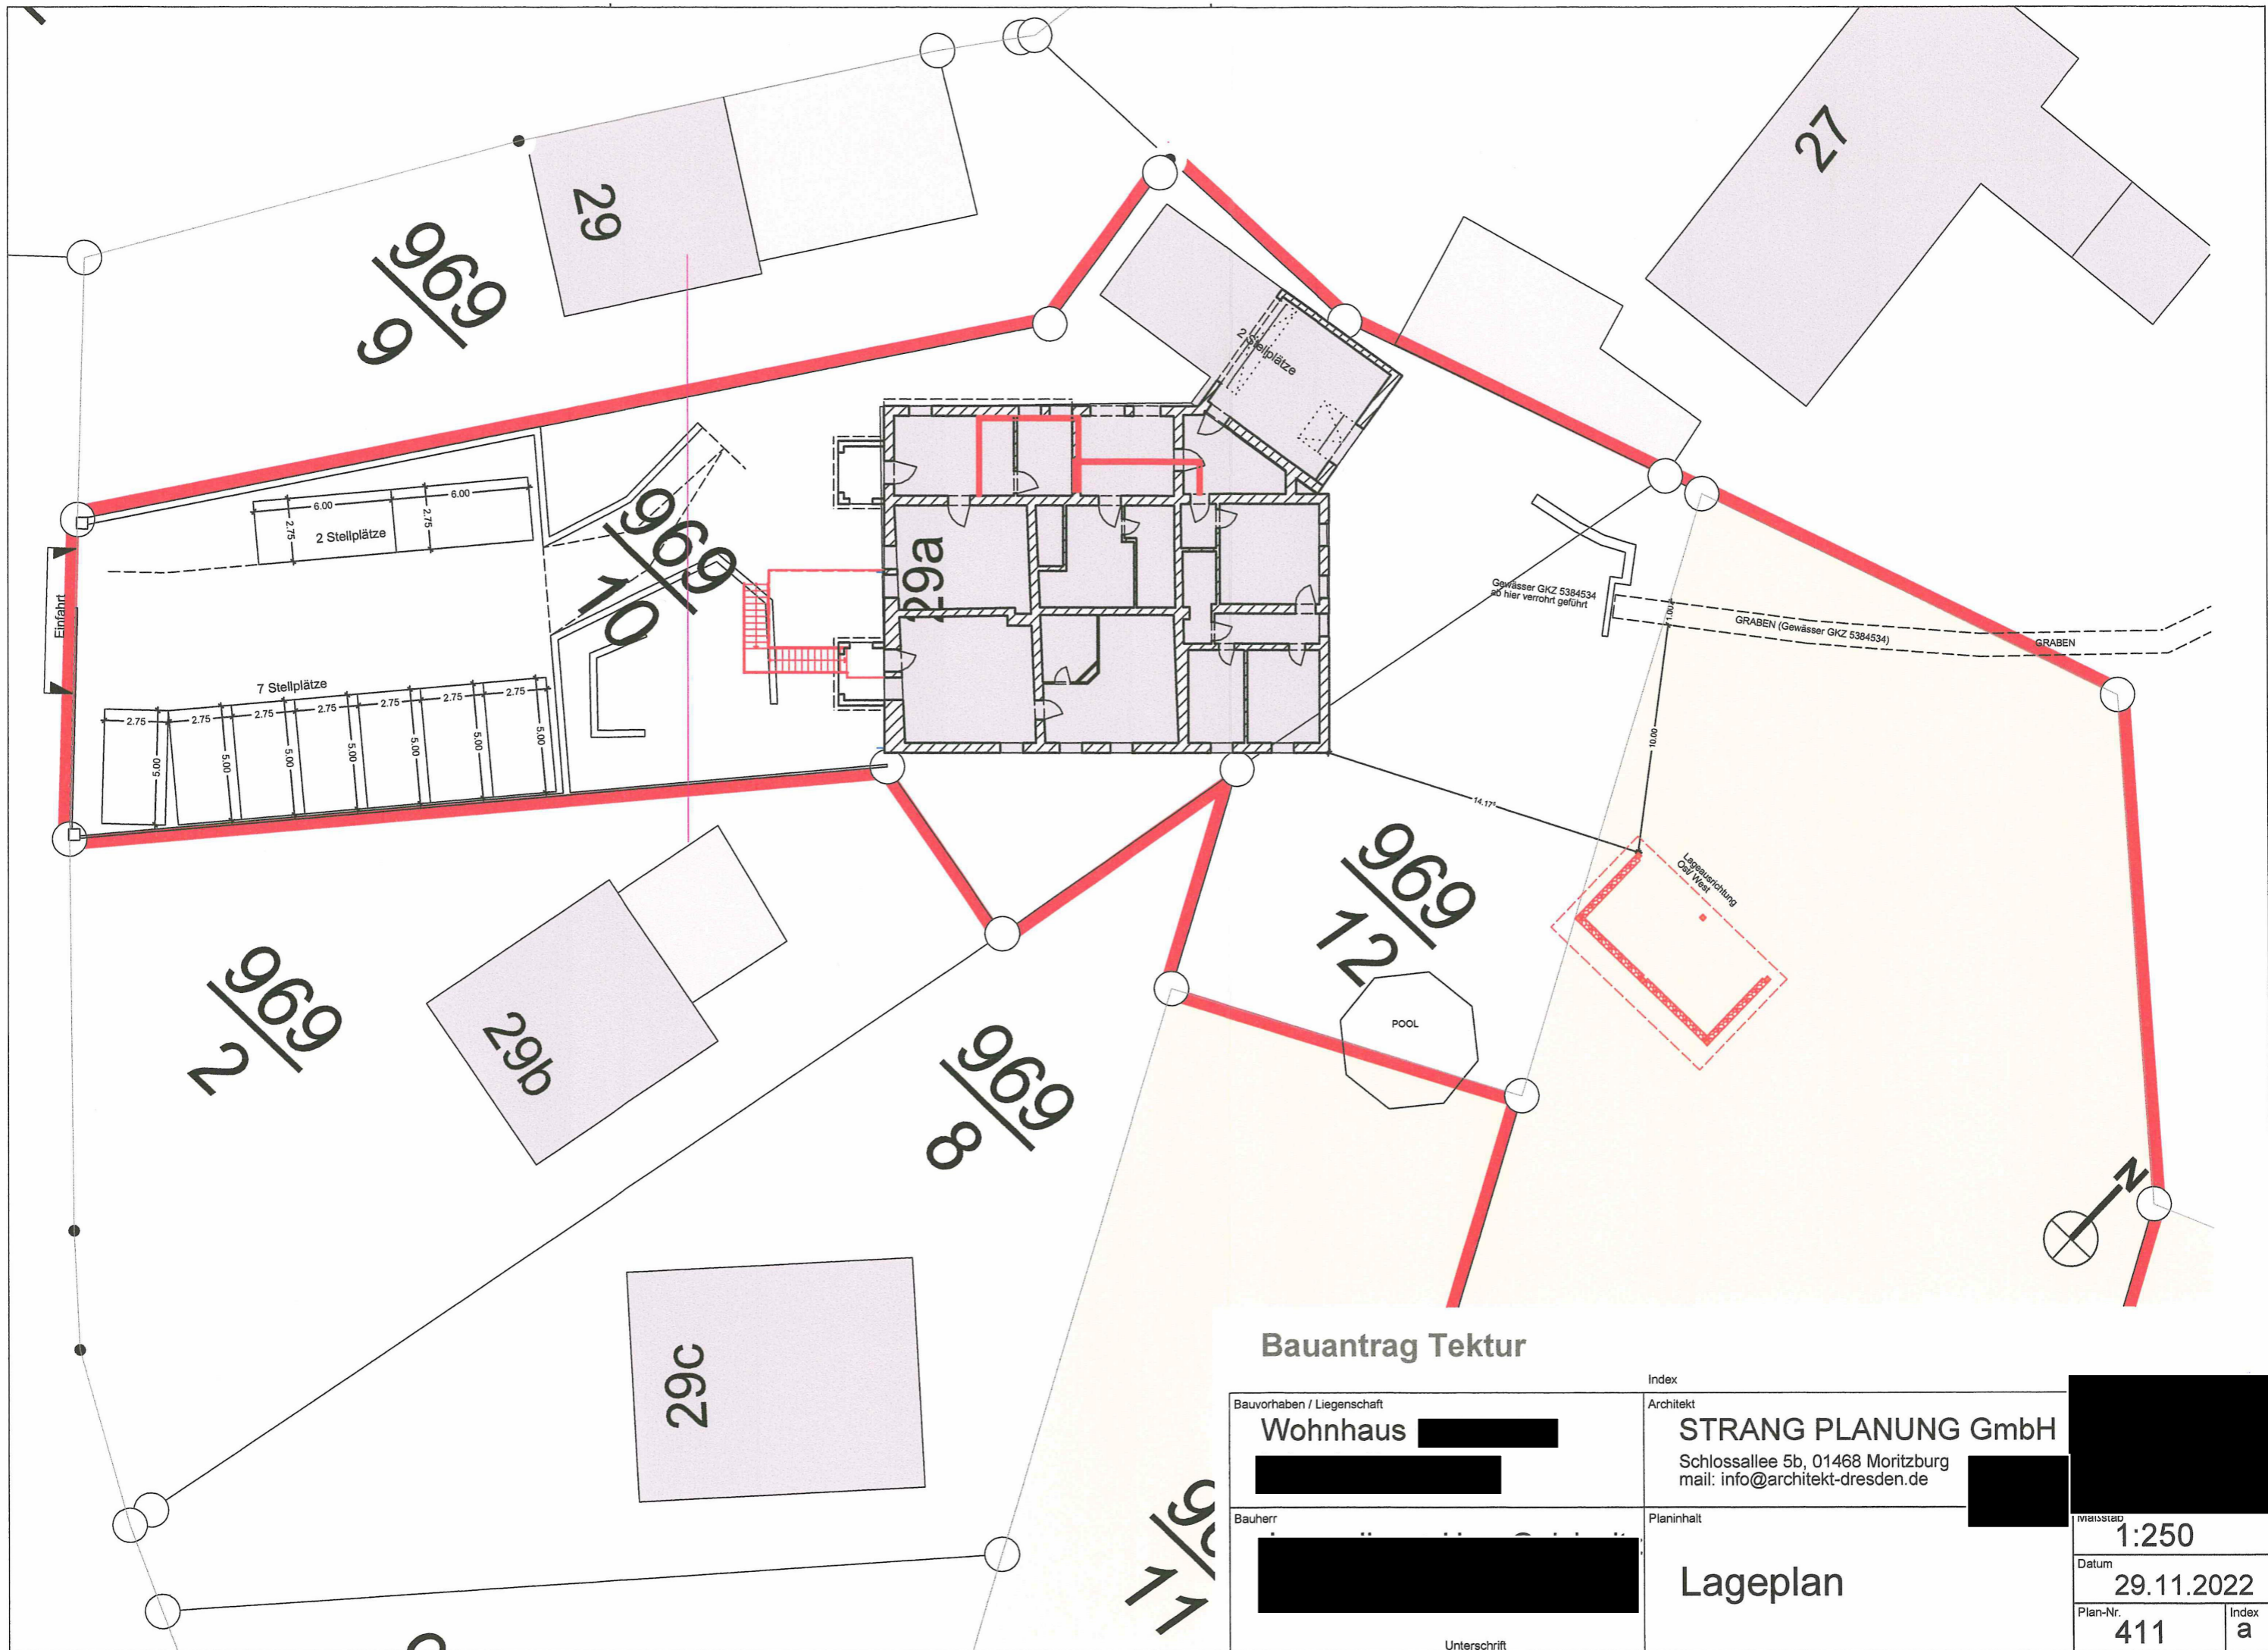 29
27
969
9
2 Stellplätze
6.00
6.00
2.75
2.75
2 Stellplätze
969
10
29a
Einfahrt
Gewässer GKZ 5384534
ab hier verrohrt geführt
1.00
GRABEN (Gewässer GKZ 5384534)
GRABEN
7 Stellplätze
2.75
2.75
2.75
2.75
2.75
2.75
2.75
5.00
5.00
5.00
5.00
5.00
5.00
5.00
10.00
14.17⁵
Lageausrichtung
Ost/ West
969
12
POOL
969
2
29b
969
8
N
29c
11
Bauantrag Tektur
Index
Bauvorhaben / Liegenschaft
Wohnhaus
Architekt
STRANG PLANUNG GmbH
Schlossallee 5b, 01468 Moritzburg
mail: info@architekt-dresden.de
Bauherr
Planinhalt
Lageplan
Maßstab
1:250
Datum
29.11.2022
Plan-Nr.
411
Index
a
Unterschrift